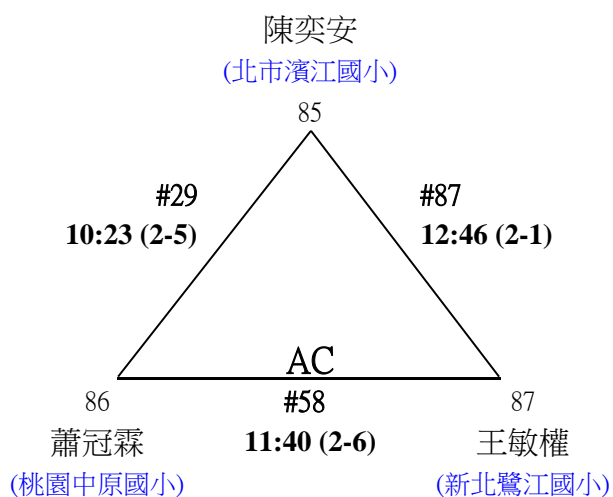 陳奕安
(北市濱江國小)
85
#29
10:23 (2-5)
#87
12:46 (2-1)
AC
86
#58
87
蕭冠霖
11:40 (2-6)
王敏權
(桃園中原國小)
(新北鷺江國小)